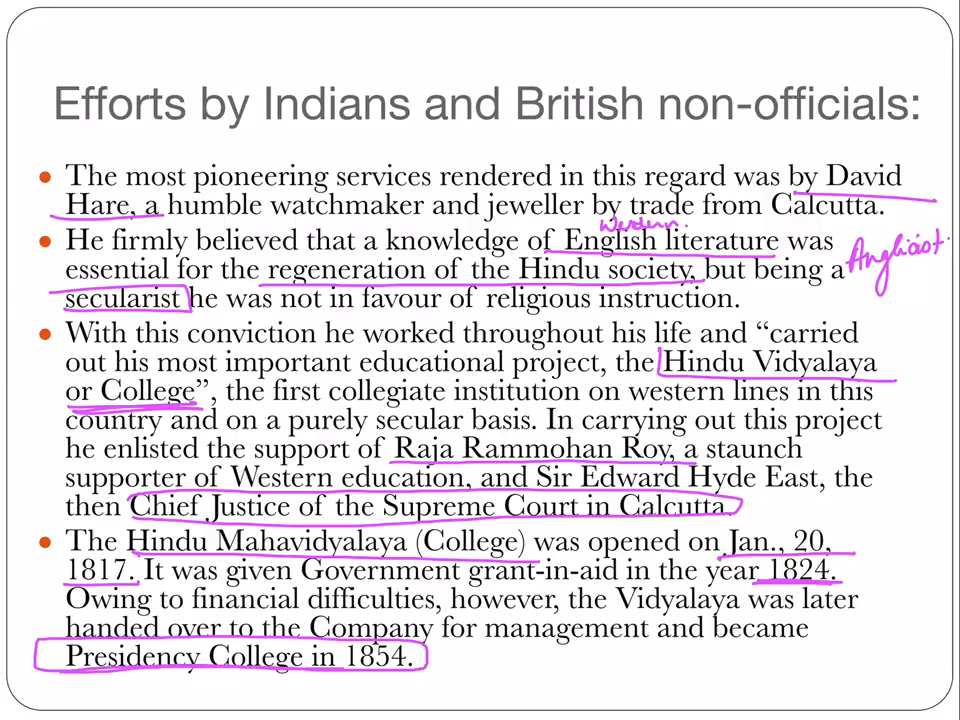 Efforts by Indians and British non-officials:
• The most pioneering services rendered in this regard was by David
Hare, a humble watchmaker and jeweller by trade from Calcutta.
Western
• He firmly believed that a knowledge of English literature was
Anglicist
essential for the regeneration of the Hindu society, but being a
secularist he was not in favour of religious instruction.
• With this conviction he worked throughout his life and “carried
out his most important educational project, the Hindu Vidyalaya
or College”, the first collegiate institution on western lines in this
country and on a purely secular basis. In carrying out this project
he enlisted the support of Raja Rammohan Roy, a staunch
supporter of Western education, and Sir Edward Hyde East, the
then Chief Justice of the Supreme Court in Calcutta.
• The Hindu Mahavidyalaya (College) was opened on Jan., 20,
1817. It was given Government grant-in-aid in the year 1824.
Owing to financial difficulties, however, the Vidyalaya was later
handed over to the Company for management and became
Presidency College in 1854.